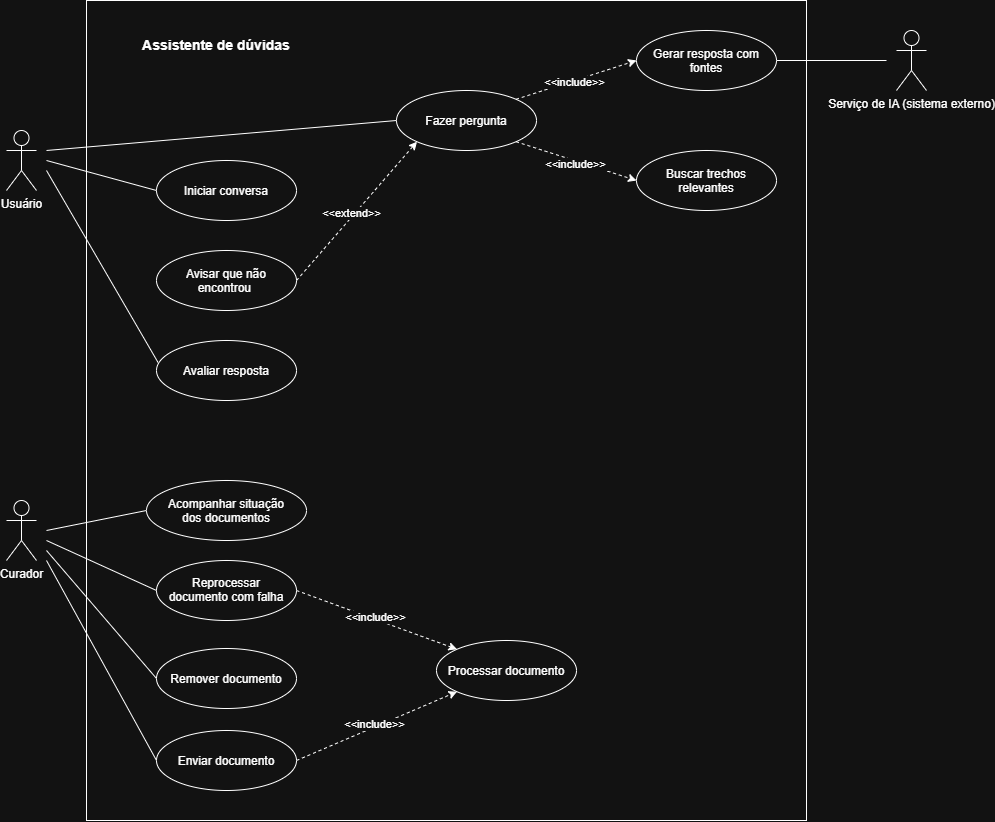 Assistente de dúvidas
Gerar resposta com
fontes
Serviço de IA (sistema externo)
<<include>>
Fazer pergunta
<<include>>
Buscar trechos
relevantes
Usuário
Iniciar conversa
<<extend>>
Avisar que não
encontrou
Avaliar resposta
Acompanhar situação
dos documentos
Curador
Reprocessar
documento com falha
<<include>>
Processar documento
Remover documento
<<include>>
Enviar documento